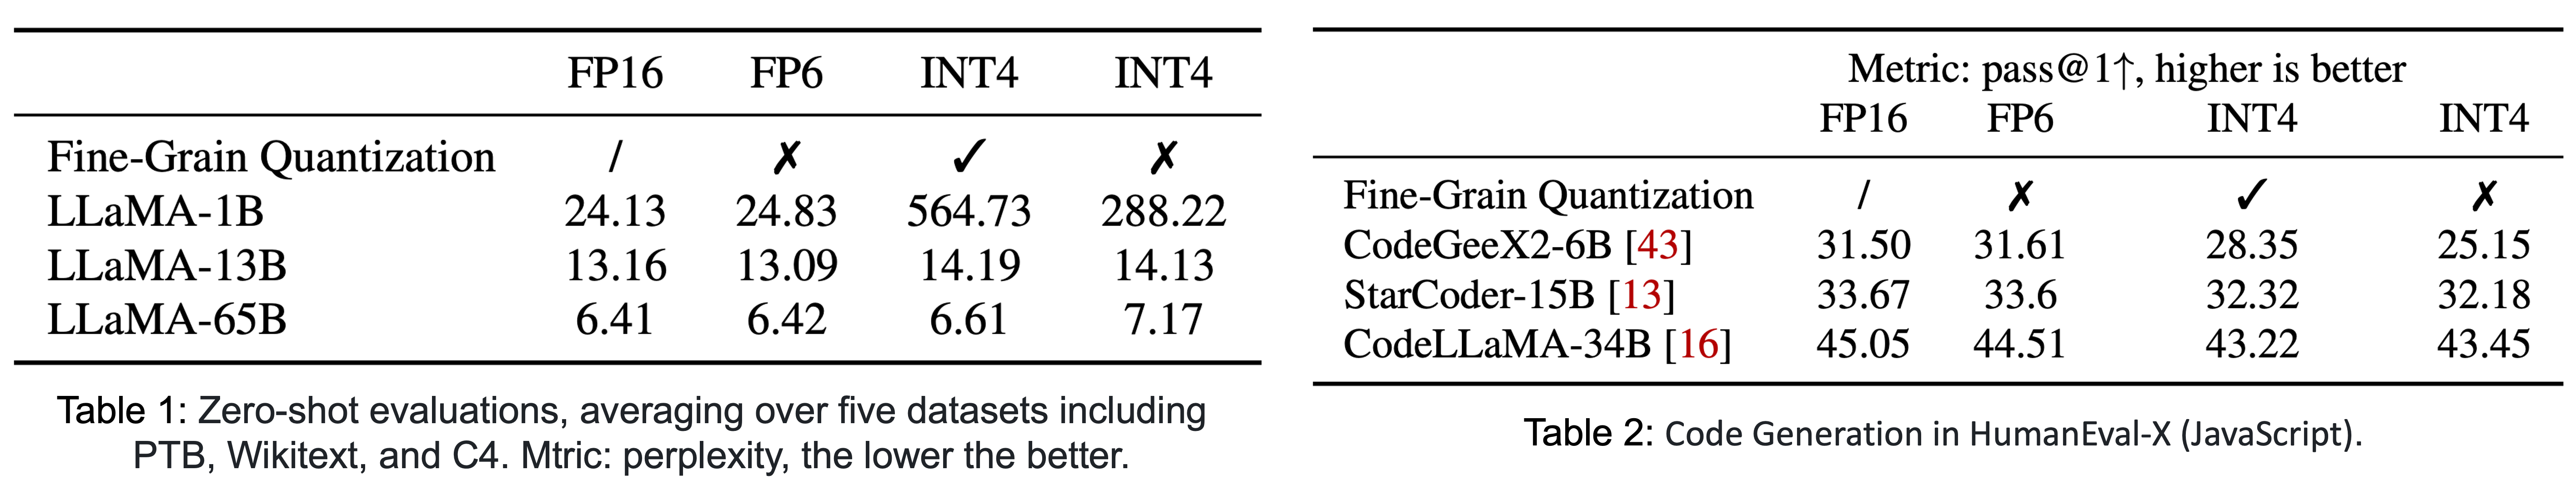 FP16 FP6 INT4 INT4
Fine-Grain Quantization / ✗ ✓ ✗
LLaMA-1B 24.13 24.83 564.73 288.22
LLaMA-13B 13.16 13.09 14.19 14.13
LLaMA-65B 6.41 6.42 6.61 7.17
Table 1: Zero-shot evaluations, averaging over five datasets including
PTB, Wikitext, and C4. Mtric: perplexity, the lower the better.
Metric: pass@1↑, higher is better
FP16 FP6 INT4 INT4
Fine-Grain Quantization / ✗ ✓ ✗
CodeGeeX2-6B [43] 31.50 31.61 28.35 25.15
StarCoder-15B [13] 33.67 33.6 32.32 32.18
CodeLLaMA-34B [16] 45.05 44.51 43.22 43.45
Table 2: Code Generation in HumanEval-X (JavaScript).